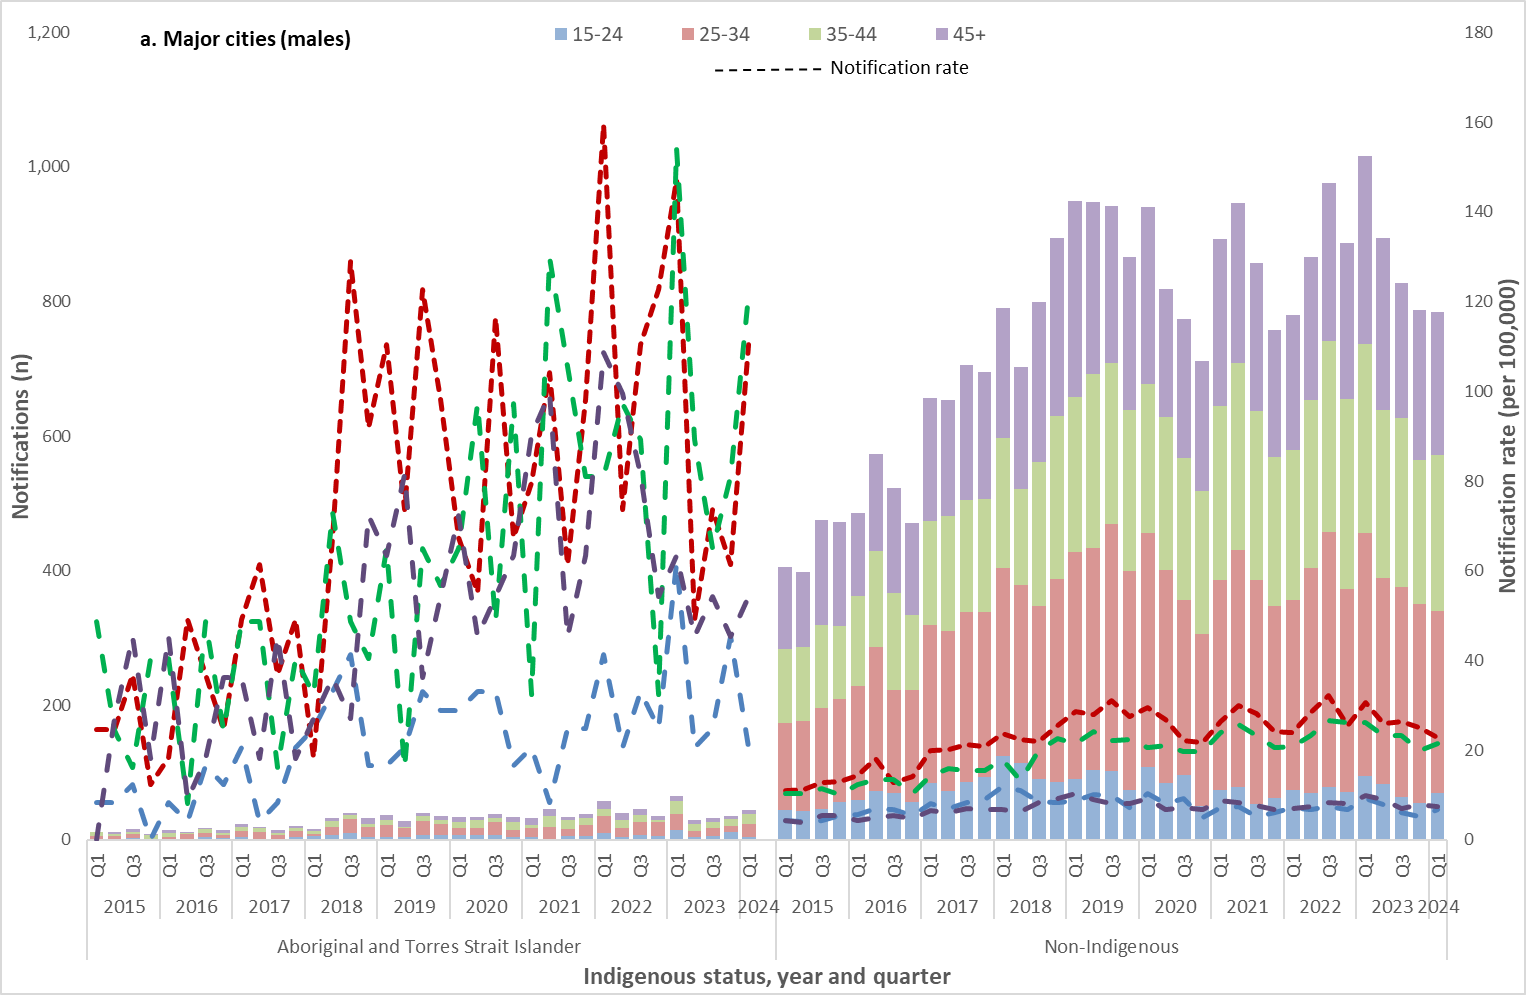 a. Major cities (males)
15-24 25-34 35-44 45+
Notification rate
1,200
1,000
800
600
400
200
0
Notifications (n)
180
160
140
120
100
80
60
40
20
0
Notification rate (per 100,000)
Q1 Q3 Q1 Q3 Q1 Q3 Q1 Q3 Q1 Q3 Q1 Q3 Q1 Q3 Q1 Q3 Q1 Q3 Q1 Q1 Q3 Q1 Q3 Q1 Q3 Q1 Q3 Q1 Q3 Q1 Q3 Q1 Q3 Q1 Q3 Q1 Q3 Q1
2015 2016 2017 2018 2019 2020 2021 2022 2023 2024 2015 2016 2017 2018 2019 2020 2021 2022 2023 2024
Aboriginal and Torres Strait Islander Non-Indigenous
Indigenous status, year and quarter